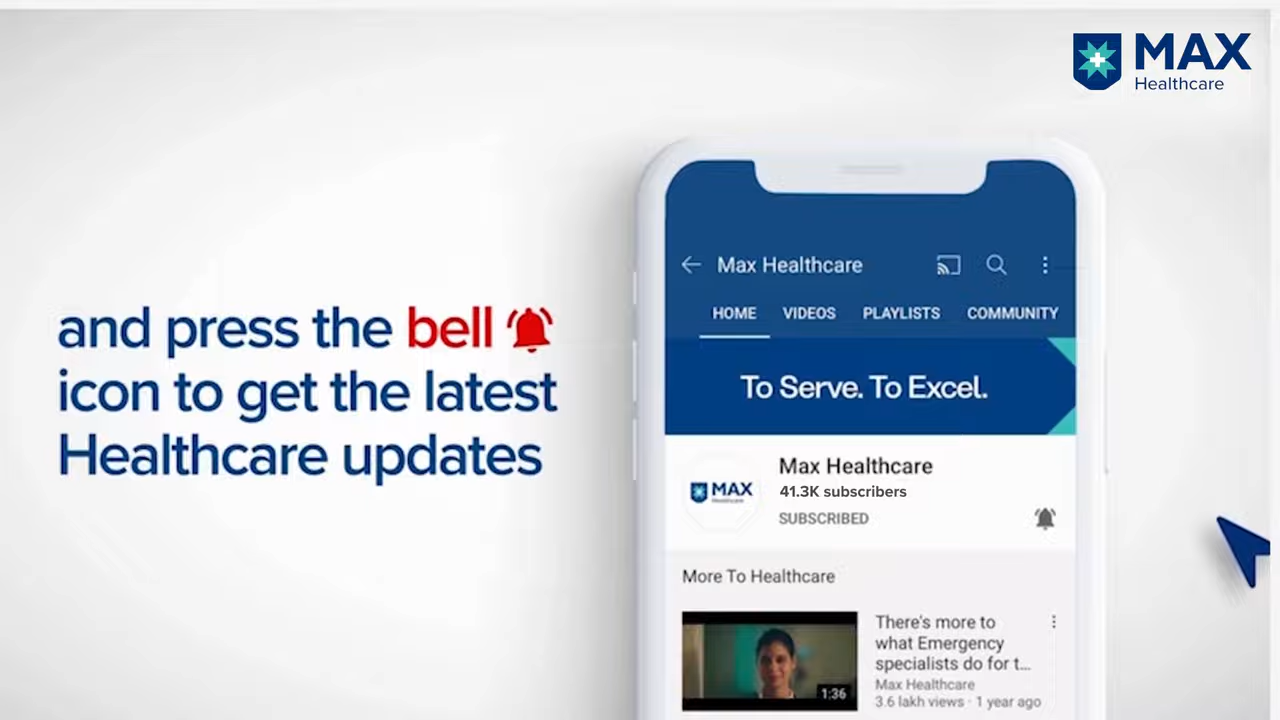 MAX
Healthcare
and press the bell
icon to get the latest
Healthcare updates
Max Healthcare
HOME VIDEOS PLAYLISTS COMMUNITY
To Serve. To Excel.
MAX
Healthcare
Max Healthcare
41.3K subscribers
SUBSCRIBED
More To Healthcare
1:36
There's more to
what Emergency
specialists do for t...
Max Healthcare
3.6 lakh views · 1 year ago